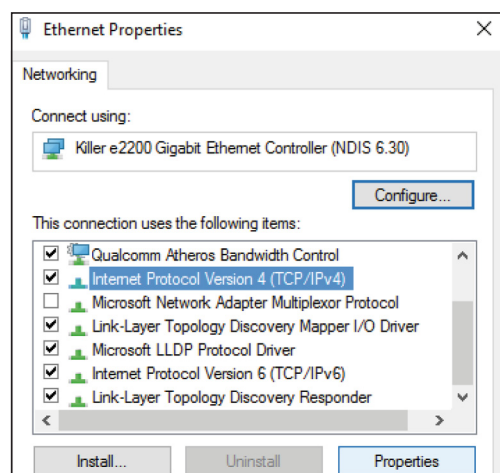 Ethernet Properties
Networking
Connect using:
Killer e2200 Gigabit Ethernet Controller (NDIS 6.30)
Configure...
This connection uses the following items:
Qualcomm Atheros Bandwidth Control
Internet Protocol Version 4 (TCP/IPv4)
Microsoft Network Adapter Multiplexor Protocol
Link-Layer Topology Discovery Mapper I/O Driver
Microsoft LLDP Protocol Driver
Internet Protocol Version 6 (TCP/IPv6)
Link-Layer Topology Discovery Responder
Install... Uninstall Properties